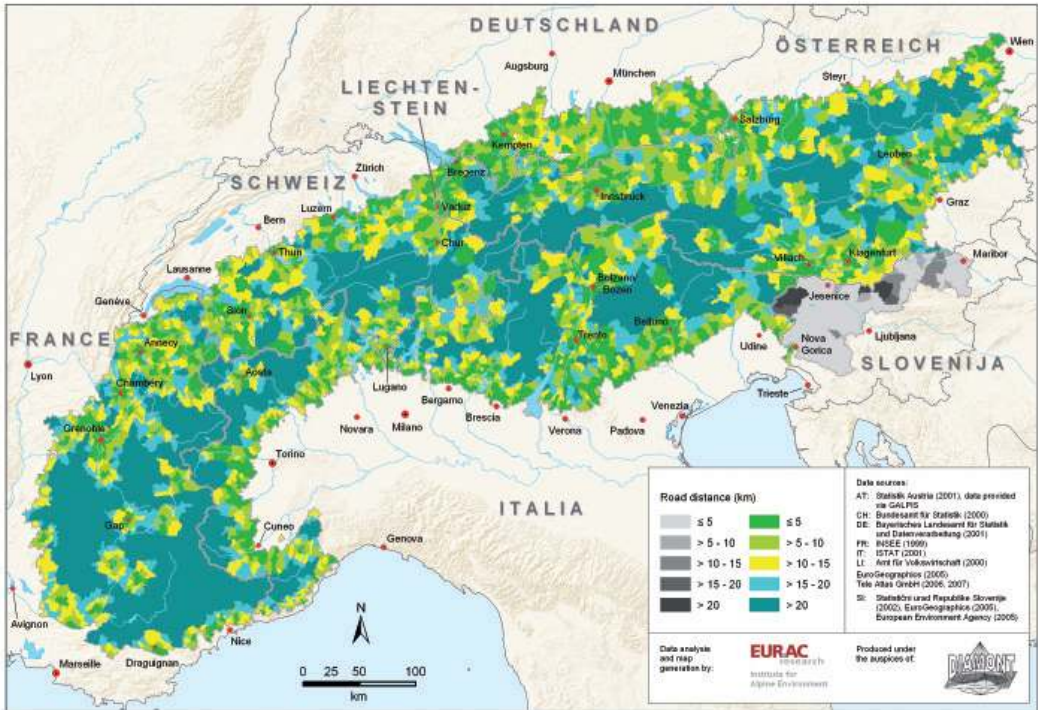 DEUTSCHLAND
ÖSTERREICH
Wien
Augsburg
München
Steyr
LIECHTEN-
STEIN
Salzburg
Kempten
Leoben
Bregenz
Zürich
SCHWEIZ
Innsbruck
Vaduz
Luzern
Graz
Bern
Chur
Thun
Villach
Klagenfurt
Maribor
Lausanne
Bolzano/
Bozen
Jesenice
Genéve
Sion
Belluno
Ljubljana
FRANCE
Annecy
Trento
Udine
Nova
Gorica
SLOVENIJA
Lyon
Aosta
Chambéry
Lugano
Bergamo
Trieste
Brescia
Venezia
Novara
Milano
Verona
Padova
Grenoble
Torino
ITALIA
Gap
Cuneo
Genova
Avignon
Nice
Draguignan
Marseille
N
0 50 100
km
Road distance (km)
≤ 5 ≤ 5
> 5 - 10 > 5 - 10
> 10 - 15 > 10 - 15
> 15 - 20 > 15 - 20
> 20 > 20
Data sources:
AT: Statistik Austria (2001), data provided
via GALPIS
CH: Bundesamt für Statistik (2000)
DE: Bayerisches Landesamt für Statistik
und Datenverarbeitung (2001)
FR: INSEE (1999)
IT: ISTAT (2001)
LI: Amt für Volkswirtschaft (2000)
EuroGeographics (2005)
Tele Atlas GmbH (2006, 2007)
SI: Statistični urad Republike Slovenije
(2002), EuroGeographics (2005),
European Environment Agency (2005)
Data analysis
and map
generation by:
EURAC
research
Institute for
Alpine Environment
Produced under
the auspices of:
DIAMONT